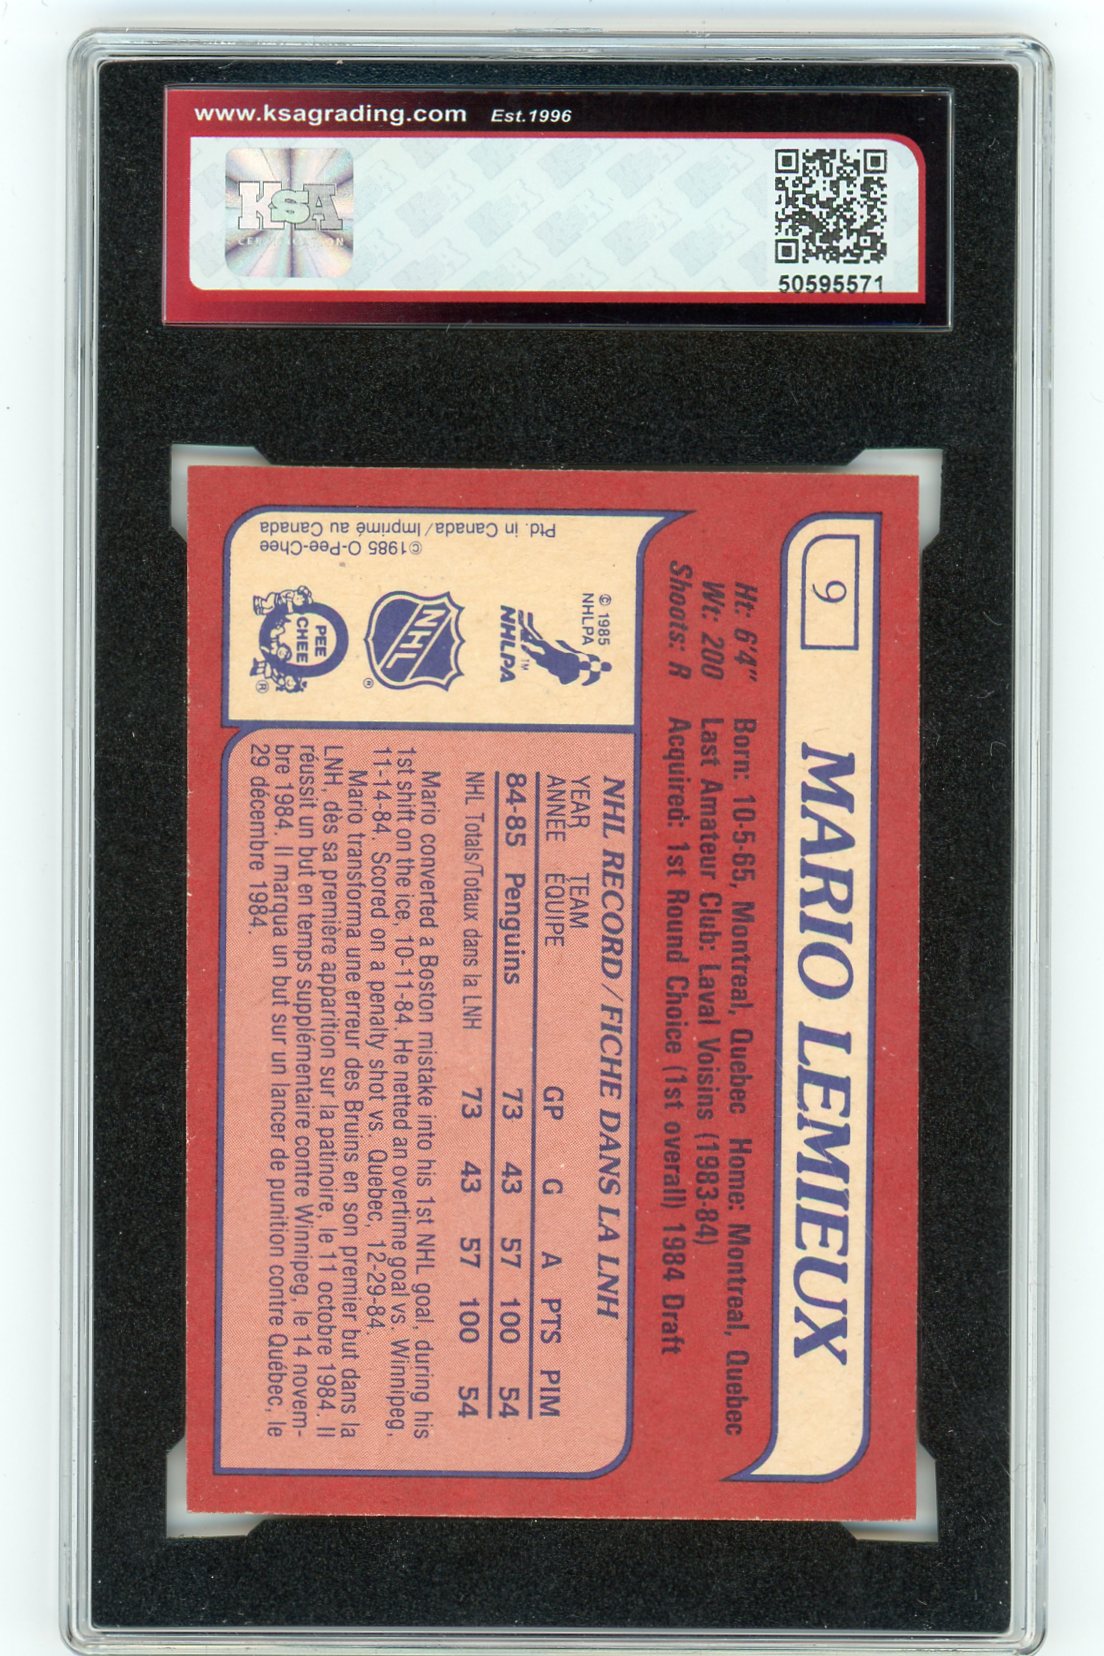 www.ksagrading.com Est.1996
KSA
CERTIFICATION
50595571
9
MARIO LEMIEUX
Ht: 6'4" Born: 10-5-65, Montreal, Quebec Home: Montreal, Quebec
Wt: 200 Last Amateur Club: Laval Voisins (1983-84)
Shoots: R Acquired: 1st Round Choice (1st overall) 1984 Draft
© 1985
NHLPA
NHLPA™
NHL®
O
PEE
CHEE
®
©1985 O-Pee-Chee
Ptd. in Canada/Imprimé au Canada
NHL RECORD/FICHE DANS LA LNH
YEAR TEAM
ANNÉE EQUIPE GP G A PTS PIM
84-85 Penguins 73 43 57 100 54
NHL Totals/Totaux dans la LNH 73 43 57 100 54
Mario converted a Boston mistake into his 1st NHL goal, during his
1st shift on the ice, 10-11-84. He netted an overtime goal vs. Winnipeg,
11-14-84. Scored on a penalty shot vs. Quebec, 12-29-84.
Mario transforma une erreur des Bruins en son premier but dans la
LNH, dès sa première apparition sur la patinoire, le 11 octobre 1984. Il
réussit un but en temps supplémentaire contre Winnipeg, le 14 novem-
bre 1984. Il marqua un but sur un lancer de punition contre Québec, le
29 décembre 1984.